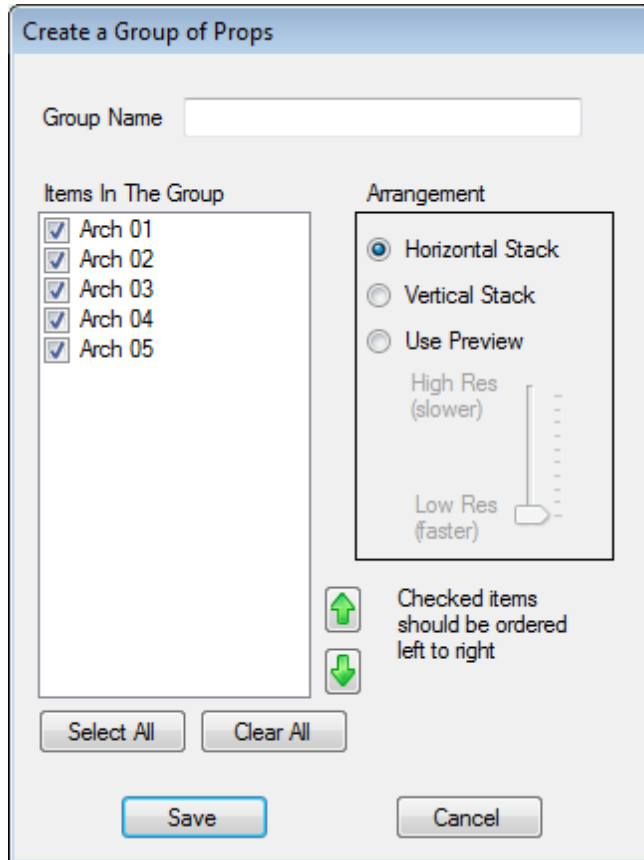 Create a Group of Props
Group Name
Items In The Group
Arch 01
Arch 02
Arch 03
Arch 04
Arch 05
Arrangement
Horizontal Stack
Vertical Stack
Use Preview
High Res
(slower)
Low Res
(faster)
Checked items
should be ordered
left to right
Select All
Clear All
Save
Cancel